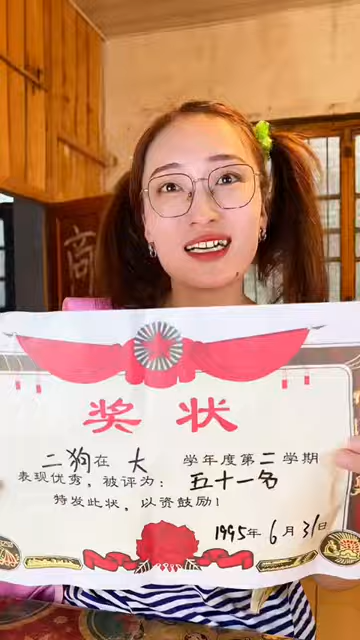 商
奖 状
二狗在 大 学年度第二学期
表现优秀，被评为：五十一名
特发此状，以资鼓励！
1995年6月31日